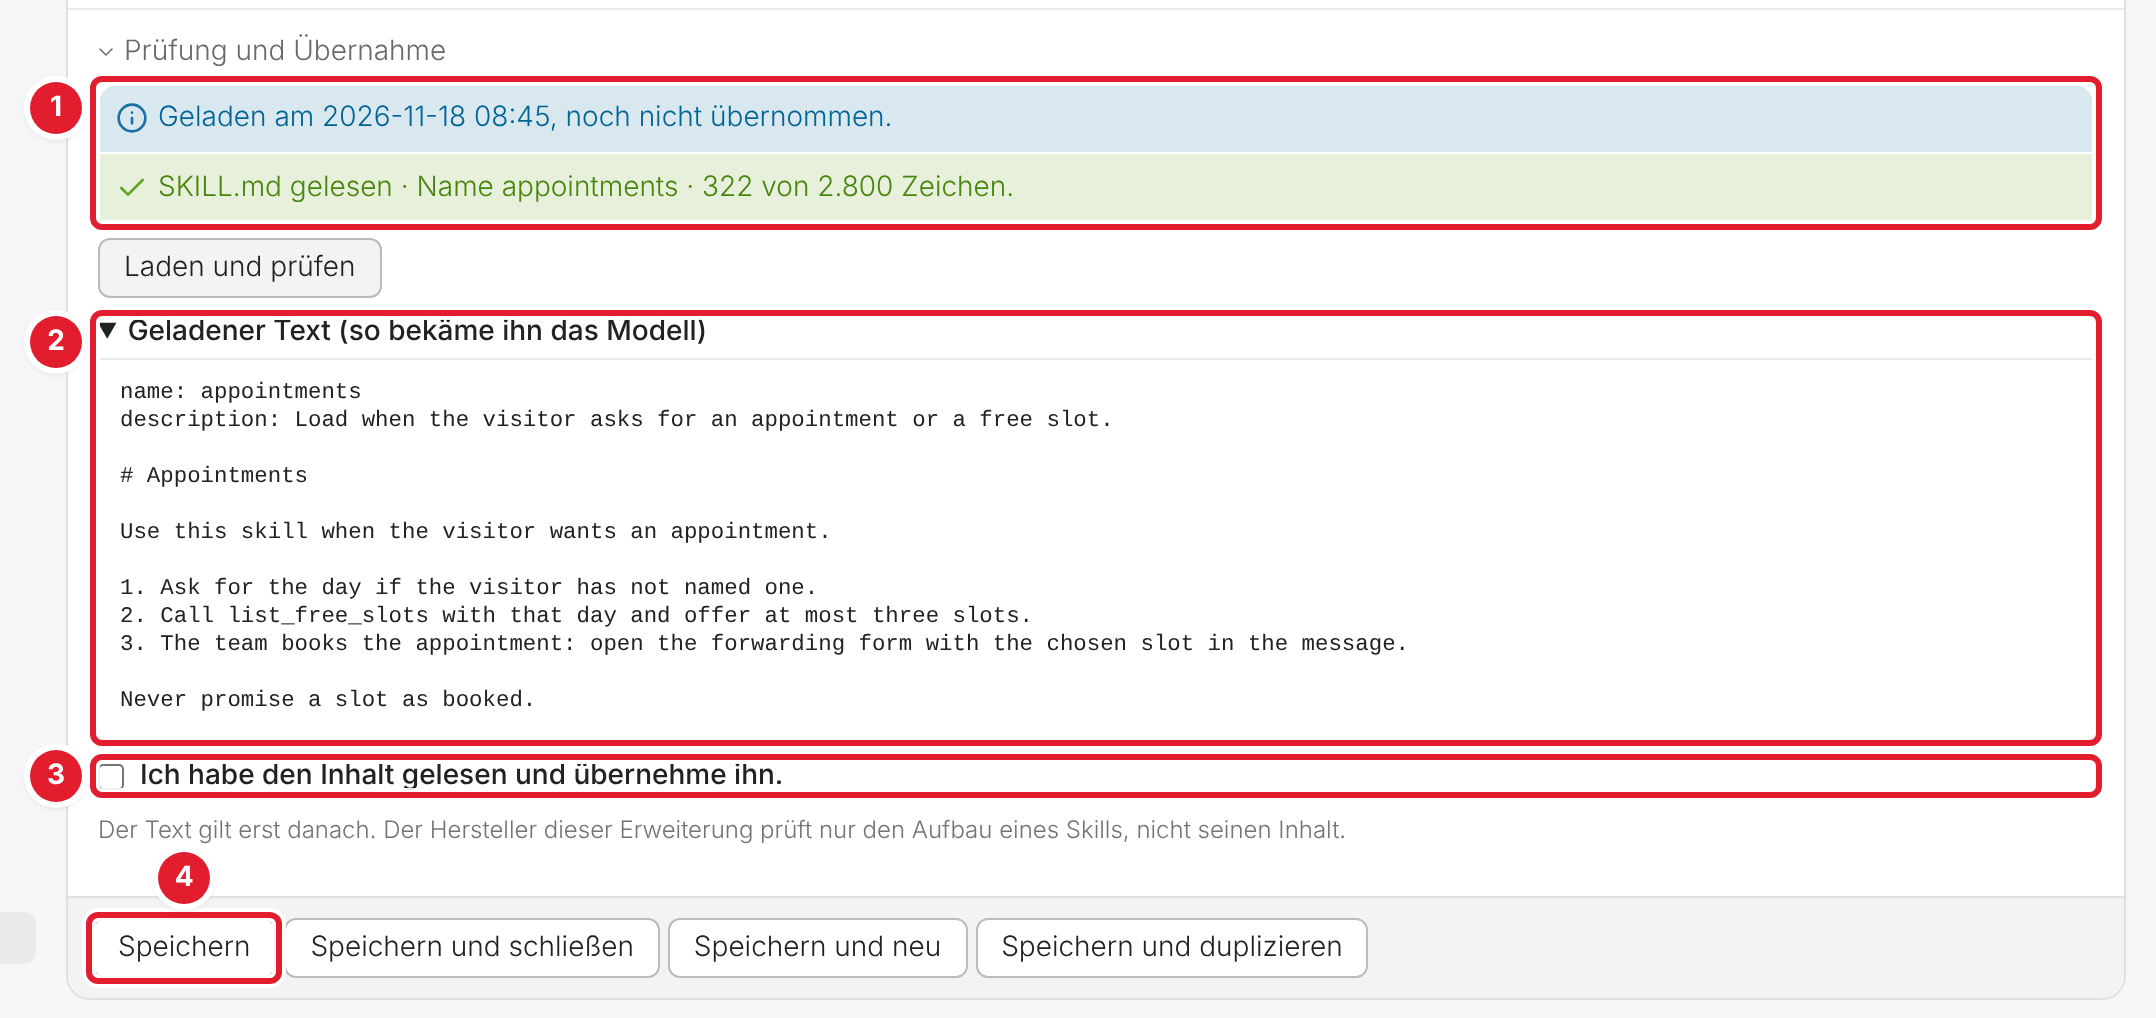 Prüfung und Übernahme
1
Geladen am 2026-11-18 08:45, noch nicht übernommen.
SKILL.md gelesen · Name appointments · 322 von 2.800 Zeichen.
Laden und prüfen
2
Geladener Text (so bekäme ihn das Modell)
name: appointments
description: Load when the visitor asks for an appointment or a free slot.
# Appointments
Use this skill when the visitor wants an appointment.
1. Ask for the day if the visitor has not named one.
2. Call list_free_slots with that day and offer at most three slots.
3. The team books the appointment: open the forwarding form with the chosen slot in the message.
Never promise a slot as booked.
3
Ich habe den Inhalt gelesen und übernehme ihn.
Der Text gilt erst danach. Der Hersteller dieser Erweiterung prüft nur den Aufbau eines Skills, nicht seinen Inhalt.
4
Speichern
Speichern und schließen
Speichern und neu
Speichern und duplizieren